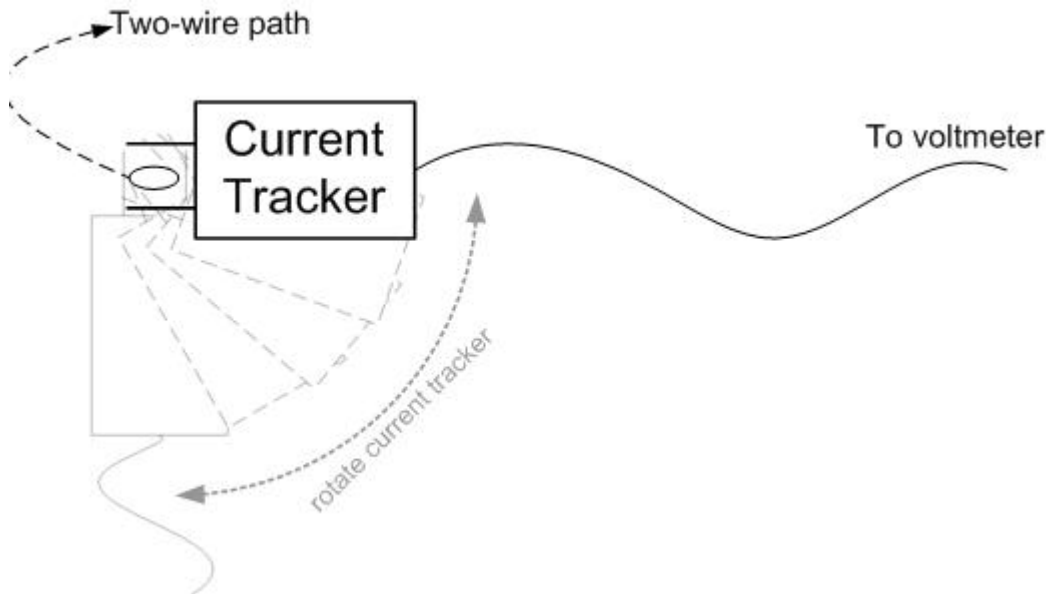 Two-wire path
Current
Tracker
To voltmeter
rotate current tracker